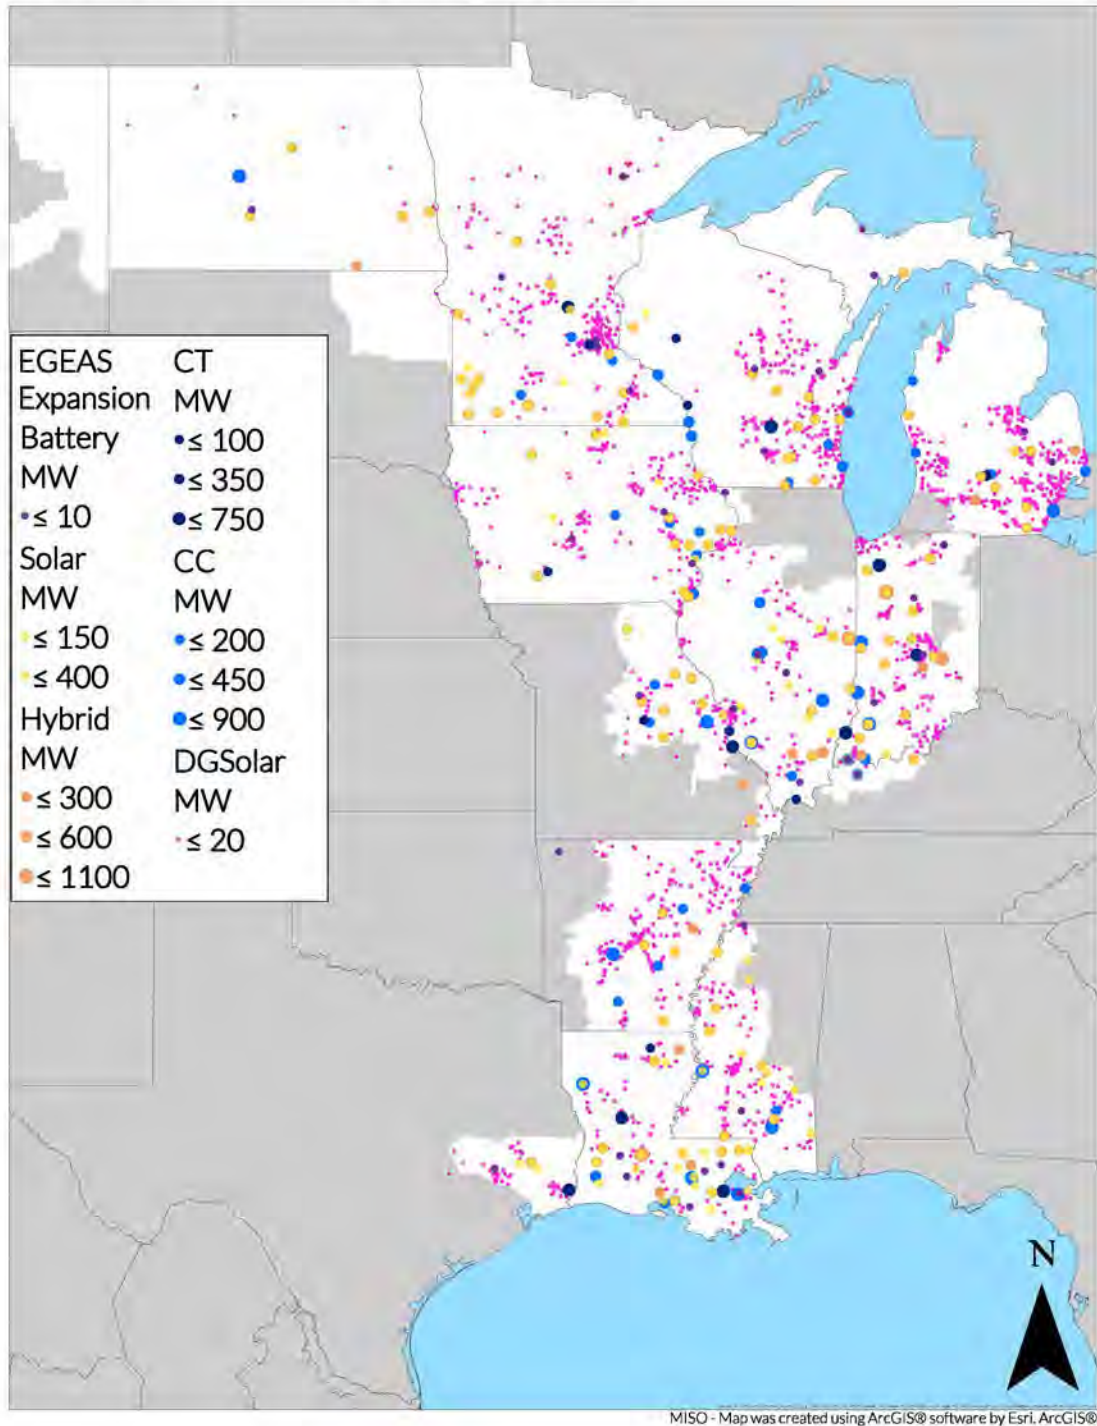 EGEAS
Expansion
Battery
MW
≤ 10
Solar
MW
≤ 150
≤ 400
Hybrid
MW
≤ 300
≤ 600
≤ 1100
CT
MW
≤ 100
≤ 350
≤ 750
CC
MW
≤ 200
≤ 450
≤ 900
DGSolar
MW
≤ 20
N
MISO - Map was created using ArcGIS® software by Esri. ArcGIS®